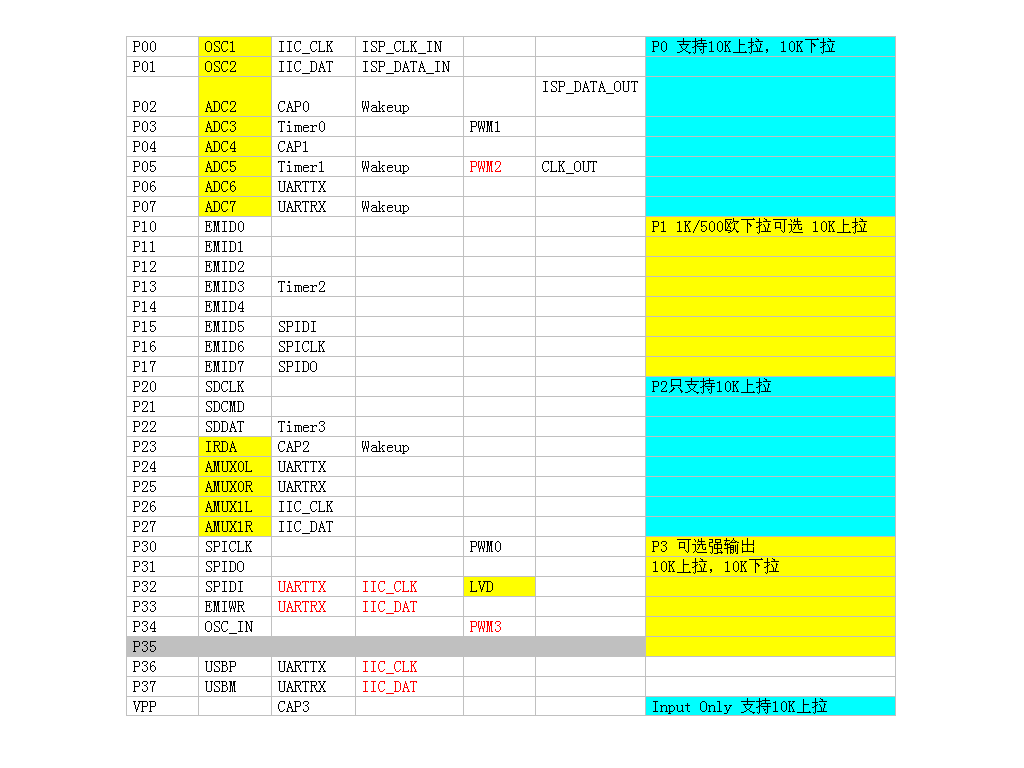 P00 OSC1 IIC_CLK ISP_CLK_IN P0 支持10K上拉，10K下拉
P01 OSC2 IIC_DAT ISP_DATA_IN
ISP_DATA_OUT
P02 ADC2 CAP0 Wakeup
P03 ADC3 Timer0 PWM1
P04 ADC4 CAP1
P05 ADC5 Timer1 Wakeup PWM2 CLK_OUT
P06 ADC6 UARTTX
P07 ADC7 UARTRX Wakeup
P10 EMID0 P1 1K/500欧下拉可选 10K上拉
P11 EMID1
P12 EMID2
P13 EMID3 Timer2
P14 EMID4
P15 EMID5 SPIDI
P16 EMID6 SPICLK
P17 EMID7 SPIDO
P20 SDCLK P2只支持10K上拉
P21 SDCMD
P22 SDDAT Timer3
P23 IRDA CAP2 Wakeup
P24 AMUX0L UARTTX
P25 AMUX0R UARTRX
P26 AMUX1L IIC_CLK
P27 AMUX1R IIC_DAT
P30 SPICLK PWM0 P3 可选强输出
P31 SPIDO 10K上拉，10K下拉
P32 SPIDI UARTTX IIC_CLK LVD
P33 EMIWR UARTRX IIC_DAT
P34 OSC_IN PWM3
P35
P36 USBP UARTTX IIC_CLK
P37 USBM UARTRX IIC_DAT
VPP CAP3 Input Only 支持10K上拉